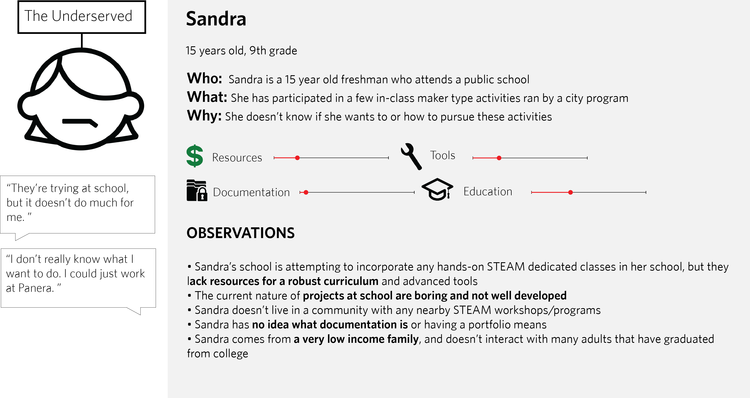 The Underserved
"They're trying at school,
but it doesn't do much for
me. "
"I don't really know what I
want to do. I could just work
at Panera. "
Sandra
15 years old, 9th grade
Who: Sandra is a 15 year old freshman who attends a public school
What: She has participated in a few in-class maker type activities ran by a city program
Why: She doesn't know if she wants to or how to pursue these activities
$ Resources
Tools
Documentation
Education
OBSERVATIONS
• Sandra's school is attempting to incorporate any hands-on STEAM dedicated classes in her school, but they
lack resources for a robust curriculum and advanced tools
• The current nature of projects at school are boring and not well developed
• Sandra doesn't live in a community with any nearby STEAM workshops/programs
• Sandra has no idea what documentation is or having a portfolio means
• Sandra comes from a very low income family, and doesn't interact with many adults that have graduated
from college